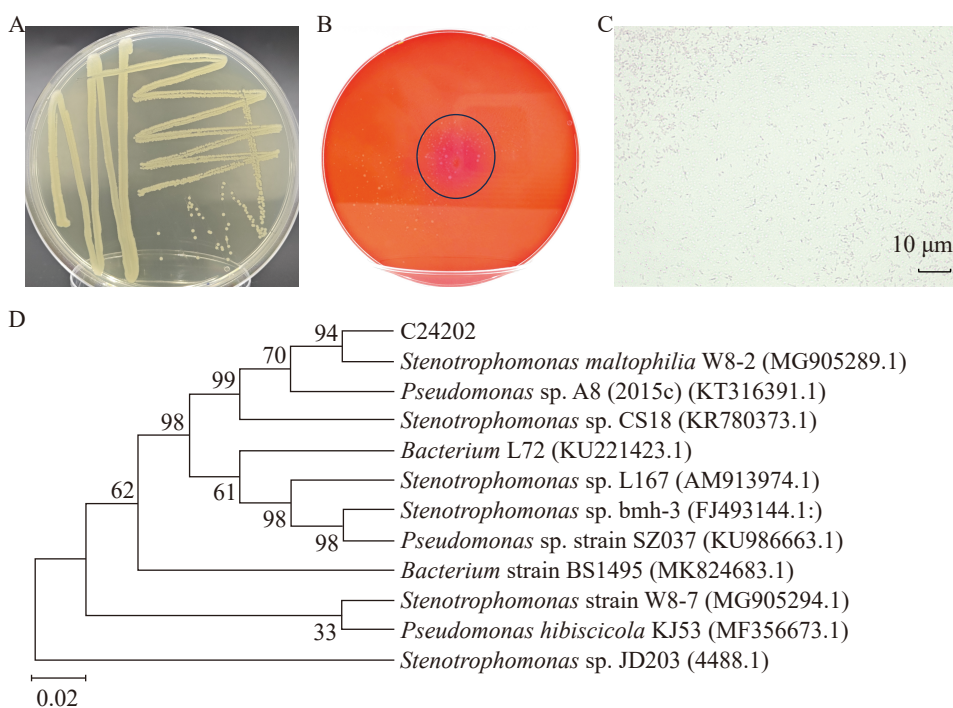 A
B
C
10 μm
D
94
C24202
70
Stenotrophomonas maltophilia W8-2 (MG905289.1)
99
Pseudomonas sp. A8 (2015c) (KT316391.1)
98
Stenotrophomonas sp. CS18 (KR780373.1)
Bacterium L72 (KU221423.1)
62
61
Stenotrophomonas sp. L167 (AM913974.1)
98
Stenotrophomonas sp. bmh-3 (FJ493144.1:)
98
Pseudomonas sp. strain SZ037 (KU986663.1)
Bacterium strain BS1495 (MK824683.1)
Stenotrophomonas strain W8-7 (MG905294.1)
33
Pseudomonas hibiscicola KJ53 (MF356673.1)
Stenotrophomonas sp. JD203 (4488.1)
0.02